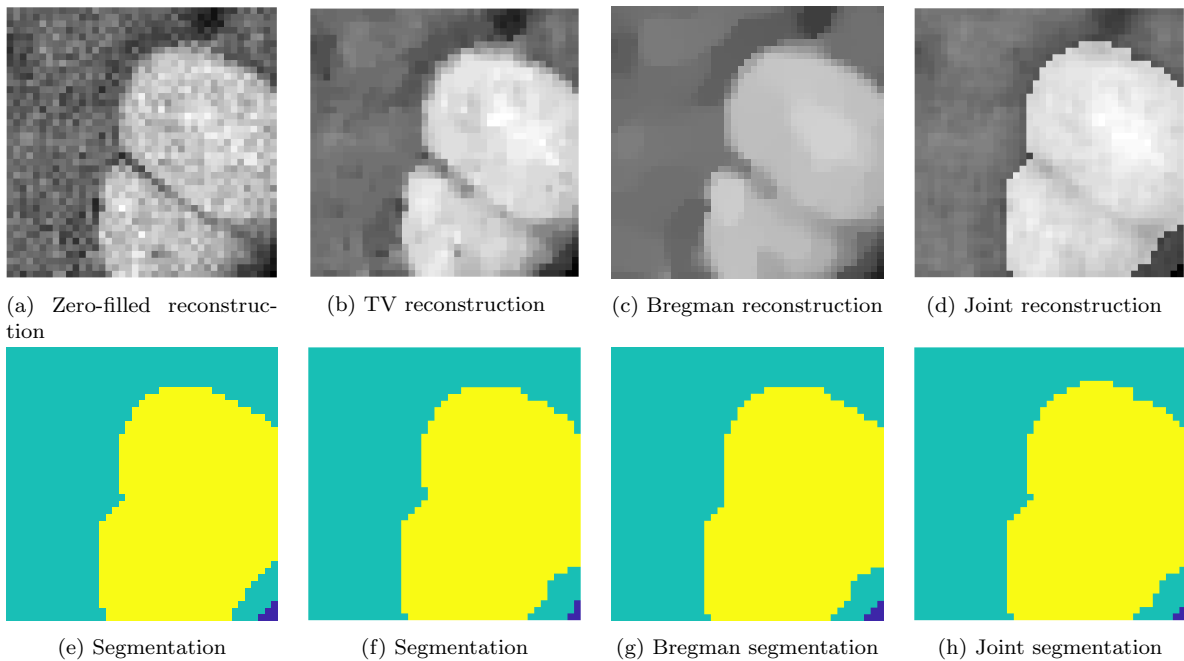 (a) Zero-filled reconstruc-
tion
(b) TV reconstruction
(c) Bregman reconstruction
(d) Joint reconstruction
(e) Segmentation
(f) Segmentation
(g) Bregman segmentation
(h) Joint segmentation